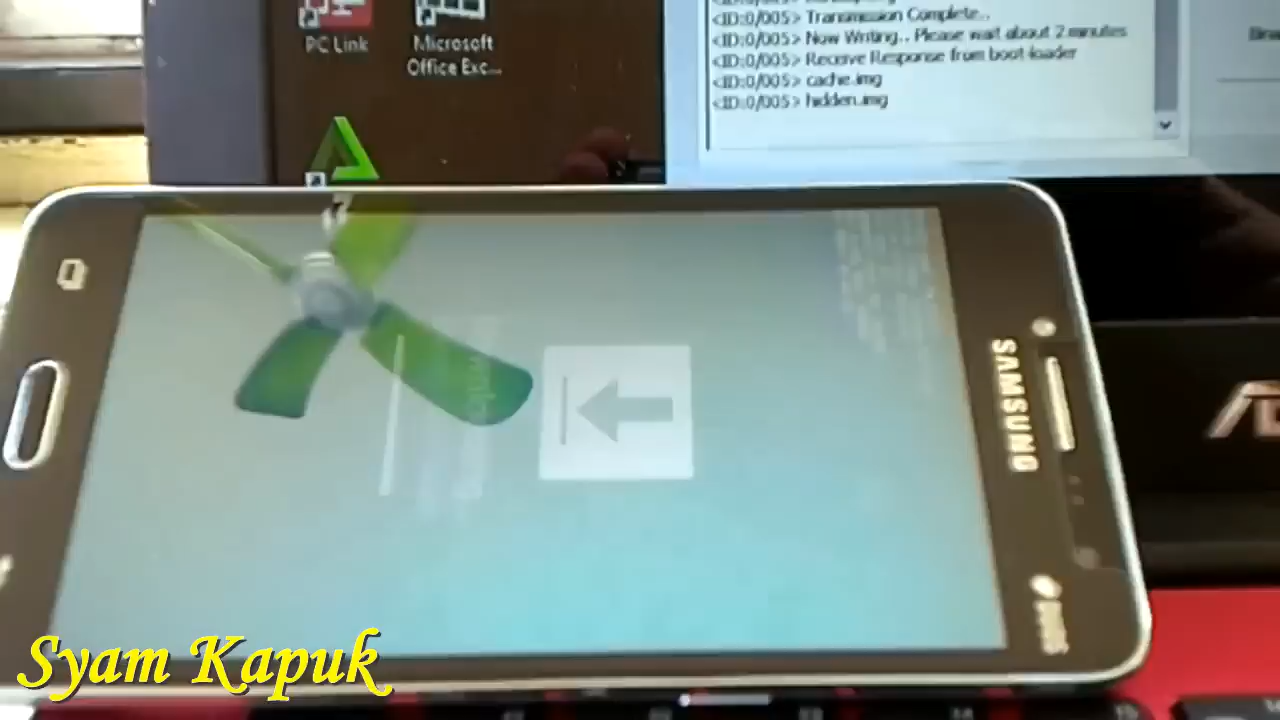 PC Link
Microsoft
Office Exc...
<ID:0/005> Transmission Complete..
<ID:0/005> Now Writing.. Please wait about 2 minutes
<ID:0/005> Receive Response from boot-loader
<ID:0/005> cache.img
<ID:0/005> hidden.img
SAMSUNG
Syam Kapuk